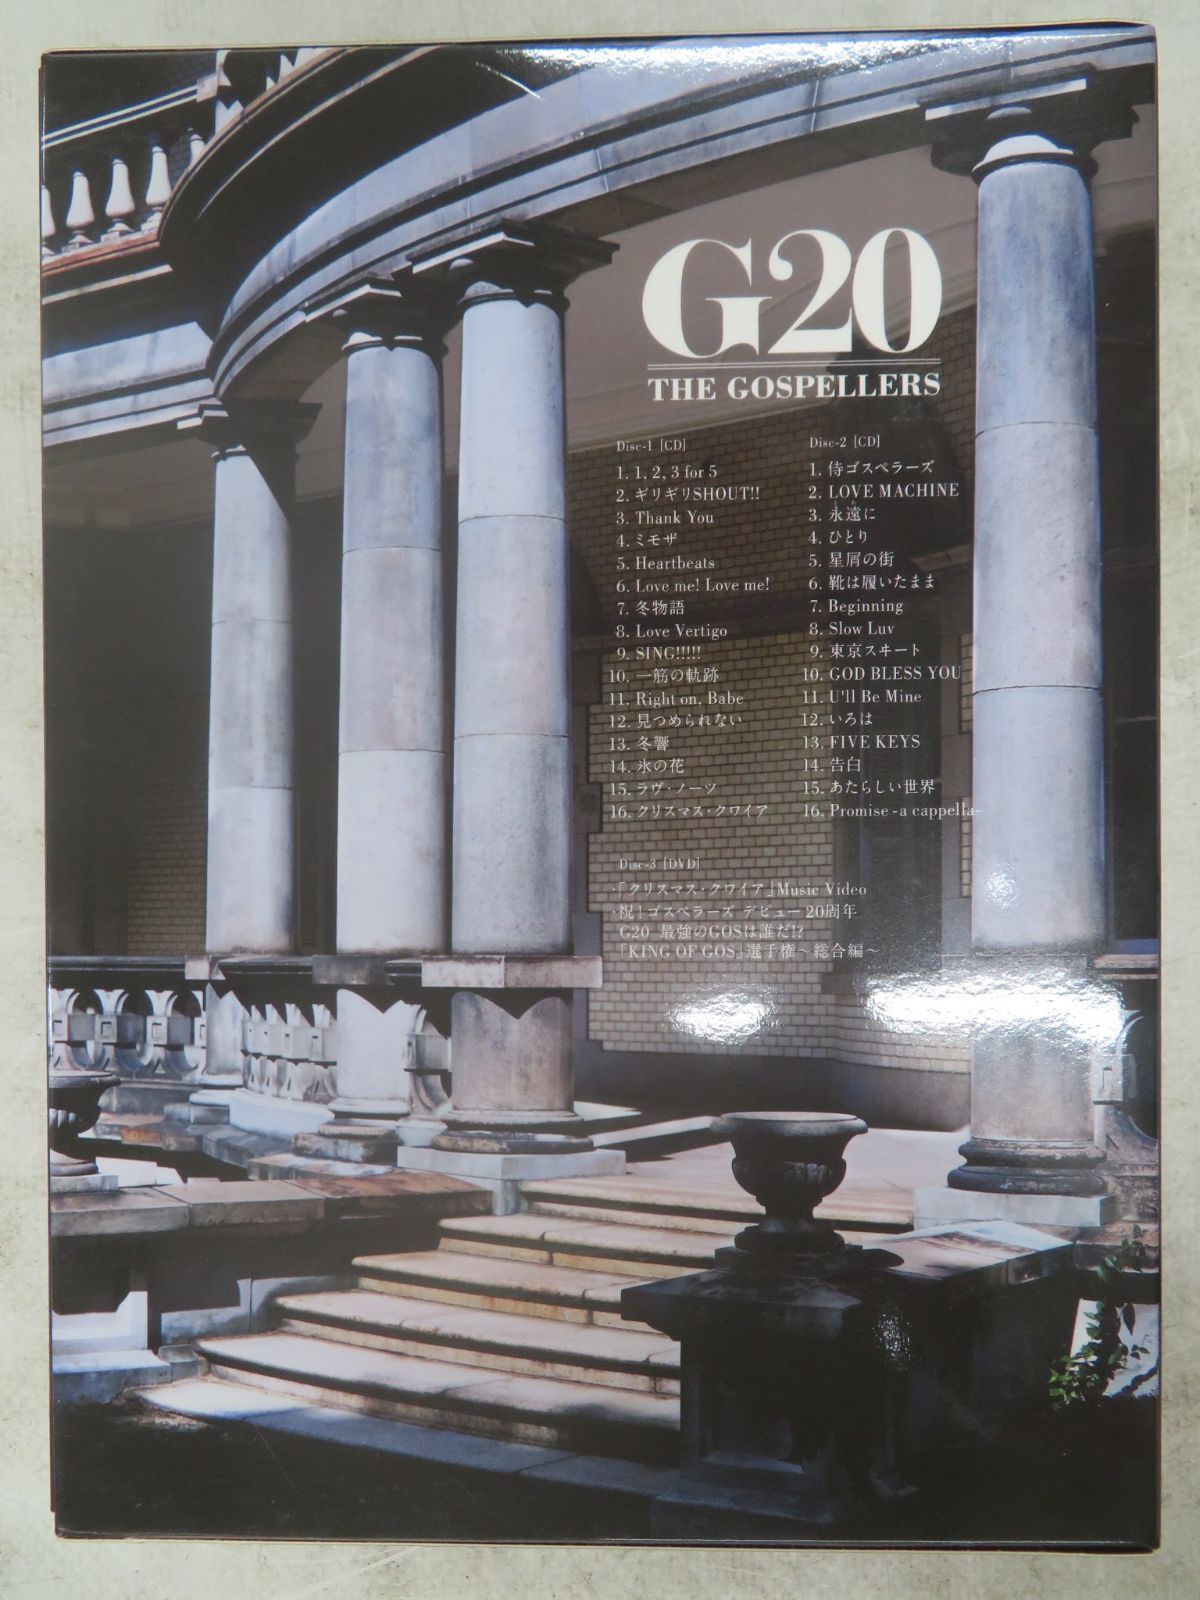 G20
THE GOSPELLERS
Disc-1 [CD]
1. 1, 2, 3 for 5
2. ギリギリSHOUT!!
3. Thank You
4. ミモザ
5. Heartbeats
6. Love me! Love me!
7. 冬物語
8. Love Vertigo
9. SING!!!!!
10. 一筋の軌跡
11. Right on, Babe
12. 見つめられない
13. 冬響
14. 氷の花
15. ラヴ・ノーツ
16. クリスマス・クワイア
Disc-2 [CD]
1. 侍ゴスペラーズ
2. LOVE MACHINE
3. 永遠に
4. ひとり
5. 星屑の街
6. 靴は履いたまま
7. Beginning
8. Slow Luv
9. 東京スヰート
10. GOD BLESS YOU
11. U'll Be Mine
12. いろは
13. FIVE KEYS
14. 告白
15. あたらしい世界
16. Promise -a cappella-
Disc-3 [DVD]
・「クリスマス・クワイア」Music Video
・祝!ゴスペラーズ デビュー20周年
G20 最強のGOSは誰だ!?
「KING OF GOS」選手権〜総合編〜